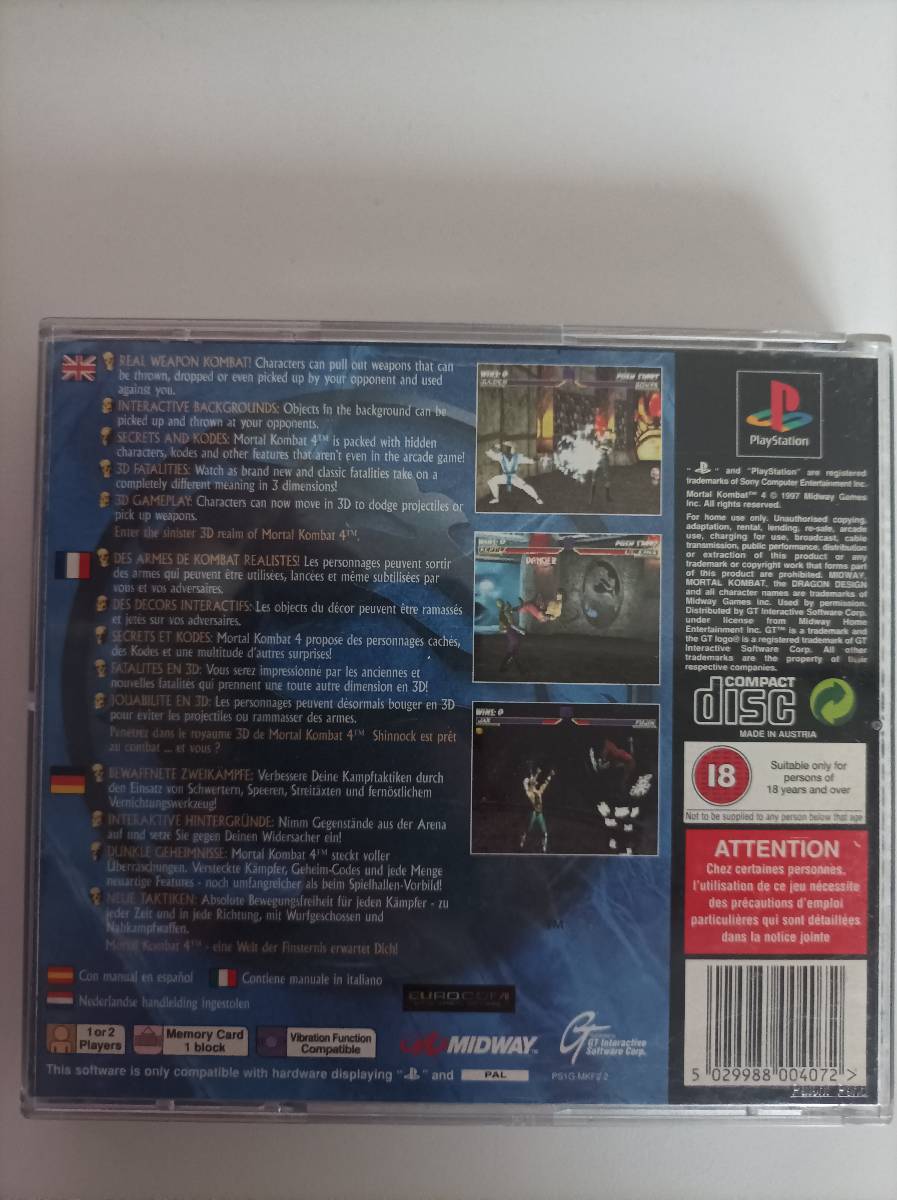 REAL WEAPON KOMBAT! Characters can pull out weapons that can
be thrown, dropped or even picked up by your opponent and used
against you.
INTERACTIVE BACKGROUNDS: Objects in the background can be
picked up and thrown at your opponents.
SECRETS AND KODES: Mortal Kombat 4™ is packed with hidden
characters, kodes and other features that aren't even in the arcade game!
3D FATALITIES: Watch as brand new and classic fatalities take on a
completely different meaning in 3 dimensions!
3D GAMEPLAY: Characters can now move in 3D to dodge projectiles or
pick up weapons.
Enter the sinister 3D realm of Mortal Kombat 4™.
DES ARMES DE KOMBAT REALISTES! Les personnages peuvent sortir
des armes qui peuvent être utilisées, lancées et même subtilisées par
vous et vos adversaires.
DES DECORS INTERACTIFS: Les objects du décor peuvent être ramassés
et jetés sur vos adversaires.
SECRETS ET KODES: Mortal Kombat 4 propose des personnages cachés,
des Kodes et une multitude d'autres surprises!
FATALITES EN 3D: Vous serez impressionné par les anciennes et
nouvelles fatalités qui prennent une toute autre dimension en 3D!
JOUABILITE EN 3D: Les personnages peuvent désormais bouger en 3D
pour éviter les projectiles ou rammasser des armes.
Penetrez dans le royaume 3D de Mortal Kombat 4™ Shinnock est prêt
au combat ... et vous ?
BEWAFFNETE ZWEIKÄMPFE: Verbessere Deine Kampftaktiken durch
den Einsatz von Schwertern, Speeren, Streitäxten und fernöstlichem
Vernichtungswerkzeug!
INTERAKTIVE HINTERGRÜNDE: Nimm Gegenstände aus der Arena
auf und setze Sie gegen Deinen Widersacher ein!
DUNKLE GEHEIMNISSE: Mortal Kombat 4™ steckt voller
Überraschungen. Versteckte Kämpfer, Geheim-Codes und jede Menge
neuartige Features - noch umfangreicher als beim Spielhallen-Vorbild!
NEUE TAKTIKEN: Absolute Bewegungsfreiheit für jeden Kämpfer - zu
jeder Zeit und in jede Richtung, mit Wurfgeschossen und
Nahkampfwaffen.
Mortal Kombat 4™ - eine Welt der Finsternis erwartet Dich!
Con manual en español
Contiene manuale in italiano
Nederlandse handleiding ingesloten
1 or 2
Players
Memory Card
1 block
Vibration Function
Compatible
EUROCOM
MIDWAY
GT
GT Interactive
Software Corp.
This software is only compatible with hardware displaying " " and PAL
WINS: 0
DANGER
WINS: 0
JAX
FUJIN
™
PlayStation
" " and "PlayStation" are registered
trademarks of Sony Computer Entertainment Inc.
Mortal Kombat™ 4 © 1997 Midway Games
Inc. All rights reserved.
For home use only. Unauthorised copying,
adaptation, rental, lending, re-sale, arcade
use, charging for use, broadcast, cable
transmission, public performance, distribution
or extraction of this product or any
trademark or copyright work that forms part
of this product are prohibited. MIDWAY,
MORTAL KOMBAT, the DRAGON DESIGN
and all character names are trademarks of
Midway Games Inc. Used by permission.
Distributed by GT Interactive Software Corp.
under license from Midway Home
Entertainment Inc. GT™ is a trademark and
the GT logo® is a registered trademark of GT
Interactive Software Corp. All other
trademarks are the property of their
respective companies.
COMPACT
disc
MADE IN AUSTRIA
18
Suitable only for
persons of
18 years and over
Not to be supplied to any person below that age
ATTENTION
Chez certaines personnes,
l'utilisation de ce jeu nécessite
des précautions d'emploi
particulières qui sont détaillées
dans la notice jointe
5 029988 004072 >